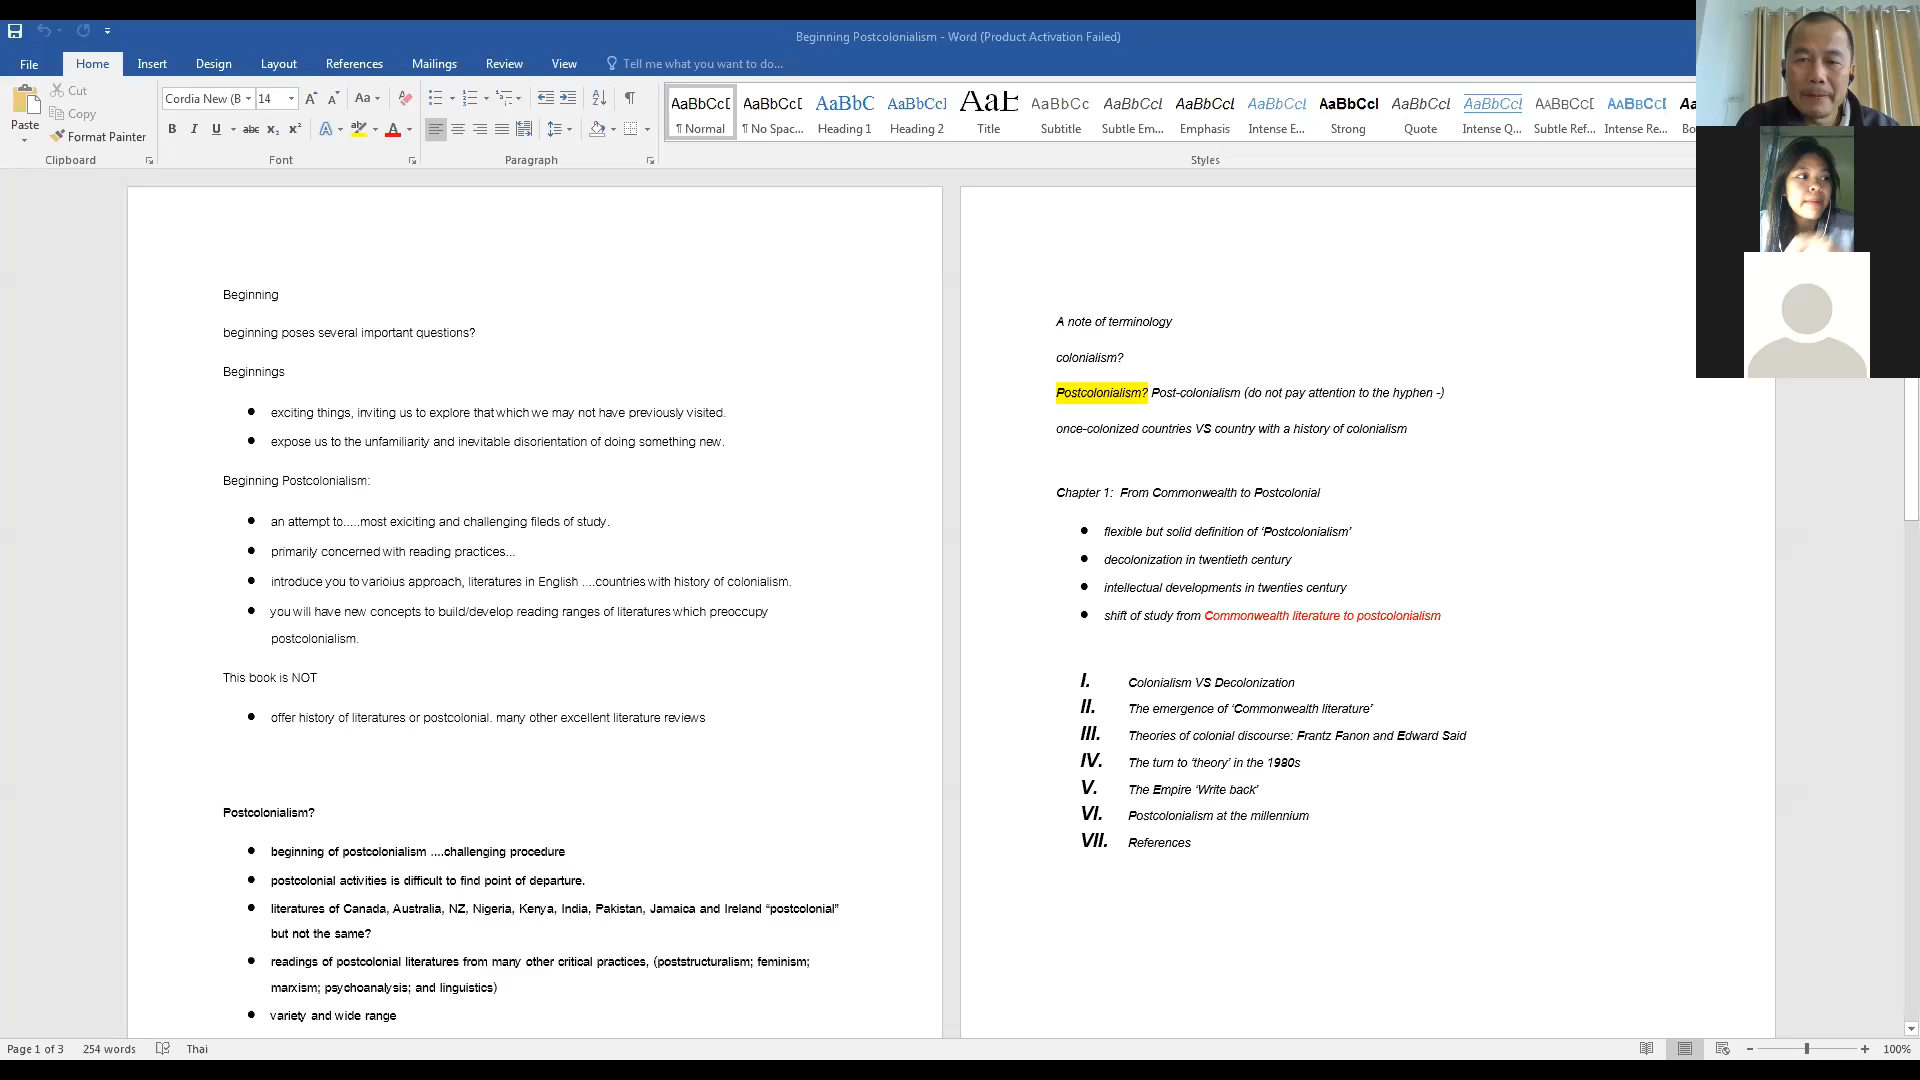 Beginning Postcolonialism - Word (Product Activation Failed)
File Home Insert Design Layout References Mailings Review View Tell me what you want to do...
Paste
Cut
Copy
Format Painter
Cordia New (B 14
AaBbCcD AaBbCcD AaBbC AaBbCcI AaB AaBbCc AaBbCcL AaBbCcL AaBbCcL AaBbCcI AaBbCcL AaBbCcL AABBCCD AABBCCD
¶ Normal ¶ No Spac... Heading 1 Heading 2 Title Subtitle Subtle Em... Emphasis Intense E... Strong Quote Intense Q... Subtle Ref... Intense Re...
Clipboard Font Paragraph Styles
Beginning
beginning poses several important questions?
Beginnings
● exciting things, inviting us to explore that which we may not have previously visited.
● expose us to the unfamiliarity and inevitable disorientation of doing something new.
Beginning Postcolonialism:
● an attempt to.....most exiciting and challenging fileds of study.
● primarily concerned with reading practices...
● introduce you to varioius approach, literatures in English ....countries with history of colonialism.
● you will have new concepts to build/develop reading ranges of literatures which preoccupy
postcolonialism.
This book is NOT
● offer history of literatures or postcolonial. many other excellent literature reviews
Postcolonialism?
● beginning of postcolonialism ....challenging procedure
● postcolonial activities is difficult to find point of departure.
● literatures of Canada, Australia, NZ, Nigeria, Kenya, India, Pakistan, Jamaica and Ireland “postcolonial”
but not the same?
● readings of postcolonial literatures from many other critical practices, (poststructuralism; feminism;
marxism; psychoanalysis; and linguistics)
● variety and wide range
A note of terminology
colonialism?
Postcolonialism? Post-colonialism (do not pay attention to the hyphen -)
once-colonized countries VS country with a history of colonialism
Chapter 1: From Commonwealth to Postcolonial
● flexible but solid definition of ‘Postcolonialism’
● decolonization in twentieth century
● intellectual developments in twenties century
● shift of study from Commonwealth literature to postcolonialism
I. Colonialism VS Decolonization
II. The emergence of ‘Commonwealth literature’
III. Theories of colonial discourse: Frantz Fanon and Edward Said
IV. The turn to ‘theory’ in the 1980s
V. The Empire ‘Write back’
VI. Postcolonialism at the millennium
VII. References
Page 1 of 3 254 words Thai 100%